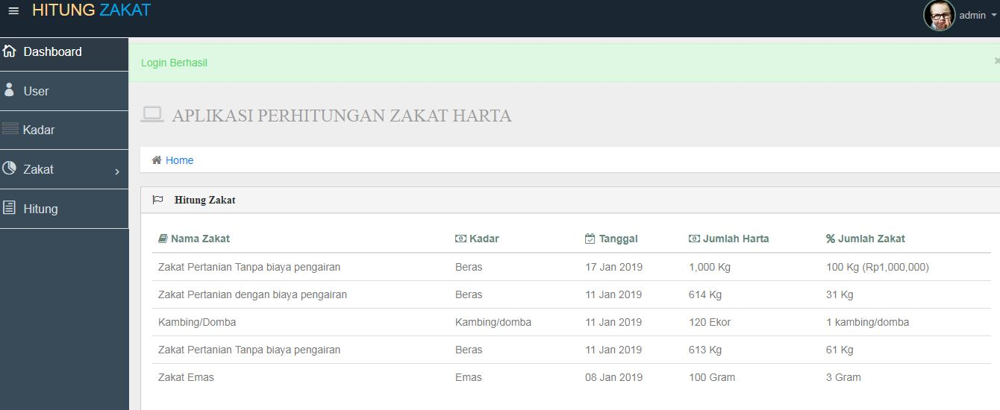 HITUNG ZAKAT
admin
Dashboard
User
Kadar
Zakat
Hitung
Login Berhasil
×
APLIKASI PERHITUNGAN ZAKAT HARTA
Home
Hitung Zakat
Nama Zakat Kadar Tanggal Jumlah Harta % Jumlah Zakat
Zakat Pertanian Tanpa biaya pengairan Beras 17 Jan 2019 1,000 Kg 100 Kg (Rp1,000,000)
Zakat Pertanian dengan biaya pengairan Beras 11 Jan 2019 614 Kg 31 Kg
Kambing/Domba Kambing/domba 11 Jan 2019 120 Ekor 1 kambing/domba
Zakat Pertanian Tanpa biaya pengairan Beras 11 Jan 2019 613 Kg 61 Kg
Zakat Emas Emas 08 Jan 2019 100 Gram 3 Gram